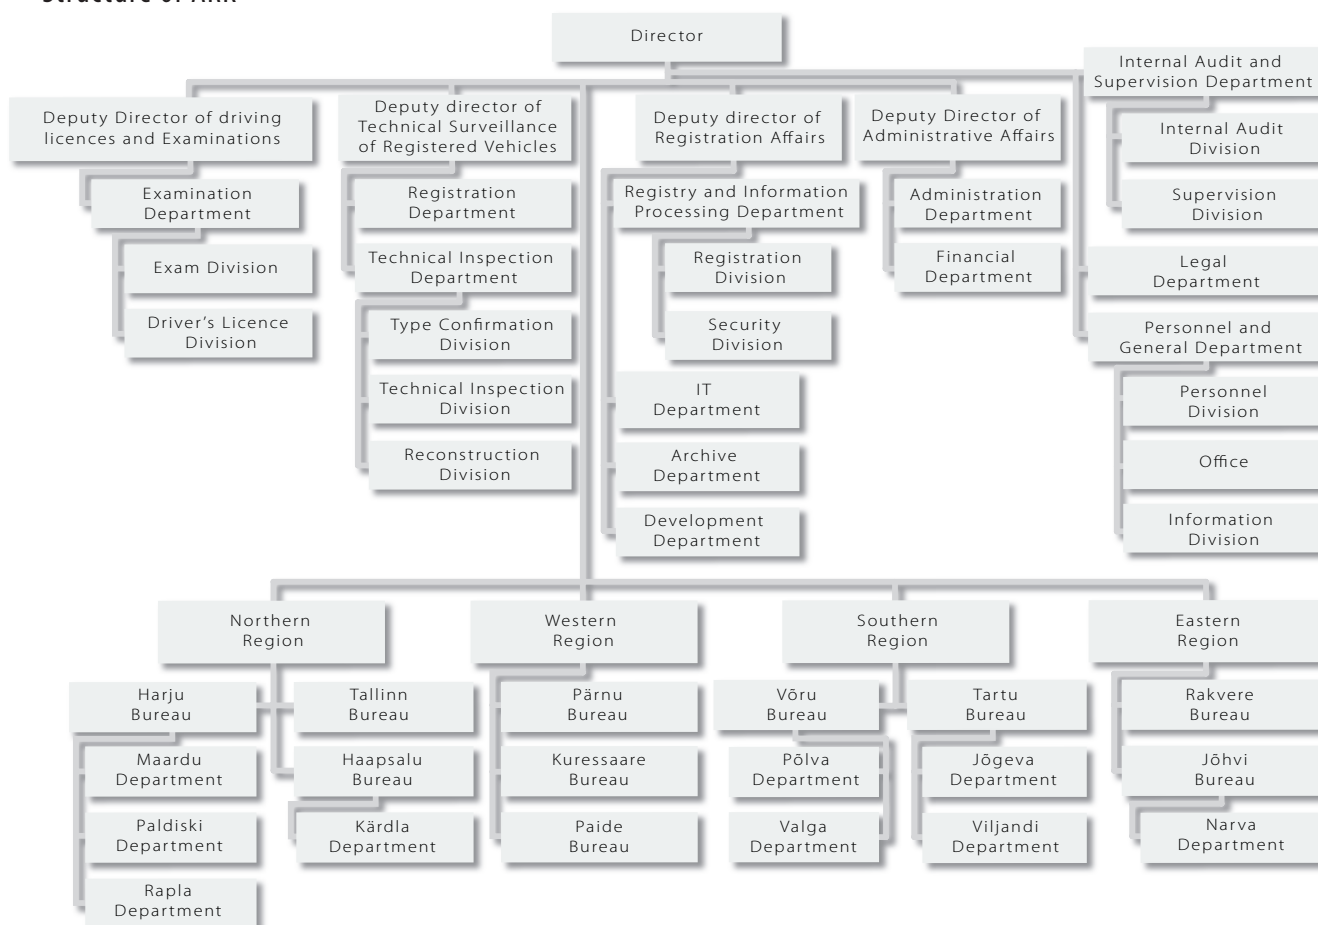 Director
Internal Audit and
Supervision Department
Internal Audit
Division
Supervision
Division
Legal
Department
Personnel and
General Department
Personnel
Division
Office
Information
Division
Deputy Director of driving
licences and Examinations
Examination
Department
Exam Division
Driver's Licence
Division
Deputy director of
Technical Surveillance
of Registered Vehicles
Registration
Department
Technical Inspection
Department
Type Confirmation
Division
Technical Inspection
Division
Reconstruction
Division
Deputy director of
Registration Affairs
Registry and Information
Processing Department
Registration
Division
Security
Division
IT
Department
Archive
Department
Development
Department
Deputy Director of
Administrative Affairs
Administration
Department
Financial
Department
Northern
Region
Harju
Bureau
Maardu
Department
Paldiski
Department
Rapla
Department
Tallinn
Bureau
Haapsalu
Bureau
Kärdla
Department
Western
Region
Pärnu
Bureau
Kuressaare
Bureau
Paide
Bureau
Southern
Region
Võru
Bureau
Põlva
Department
Valga
Department
Tartu
Bureau
Jõgeva
Department
Viljandi
Department
Eastern
Region
Rakvere
Bureau
Jõhvi
Bureau
Narva
Department